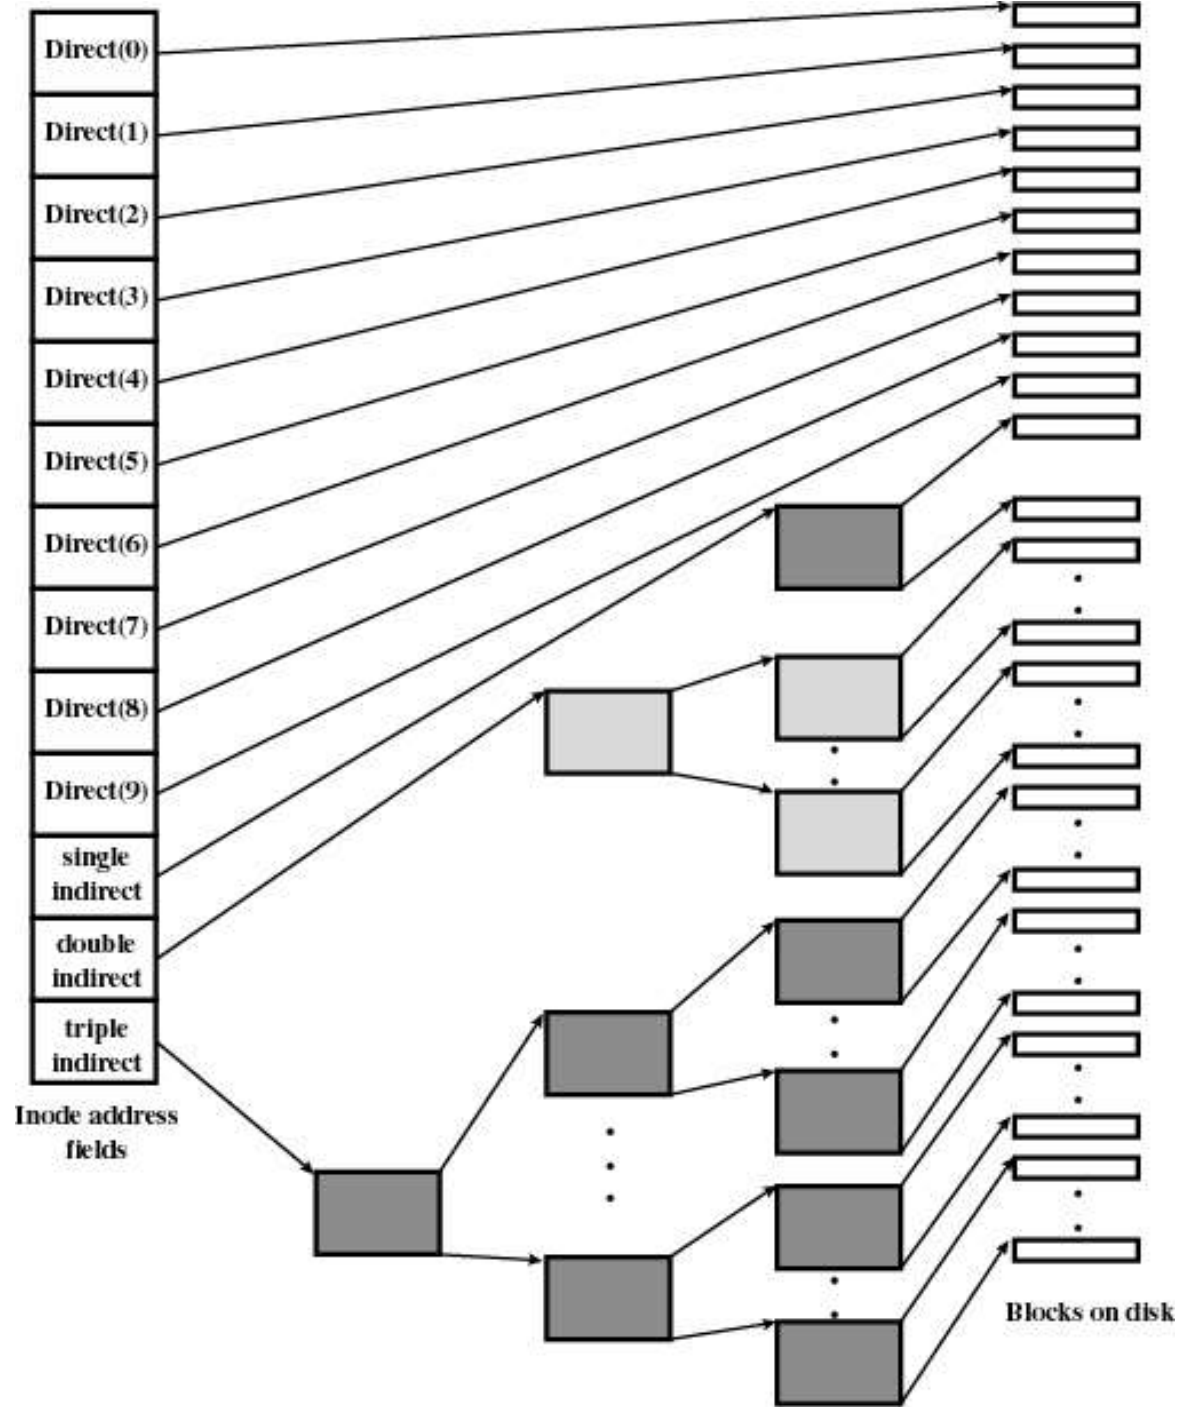 Direct(0)
Direct(1)
Direct(2)
Direct(3)
Direct(4)
Direct(5)
Direct(6)
Direct(7)
Direct(8)
Direct(9)
single
indirect
double
indirect
triple
indirect
Inode address
fields
Blocks on disk